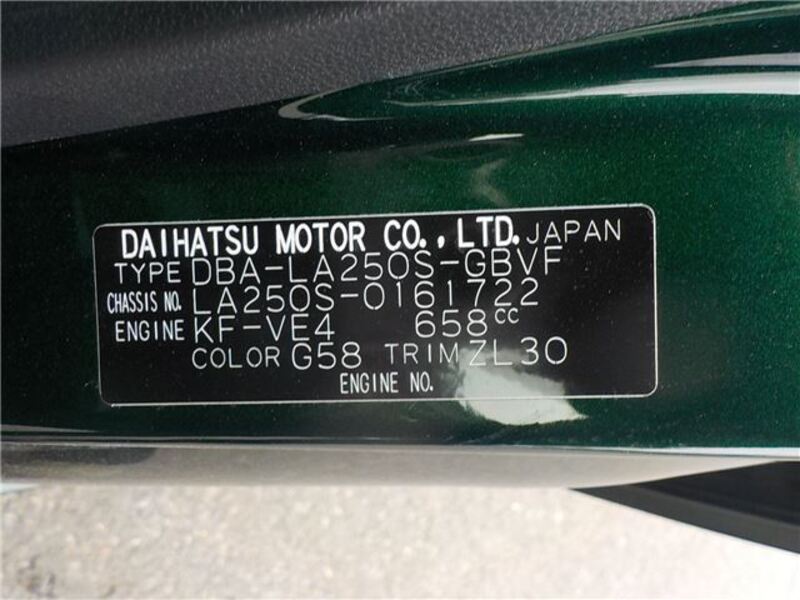 DAIHATSU MOTOR CO., LTD. JAPAN
TYPE DBA-LA250S-GBVF
CHASSIS NO. LA250S-0161722
ENGINE KF-VE4 658cc
COLOR G58 TRIM ZL30
ENGINE NO.